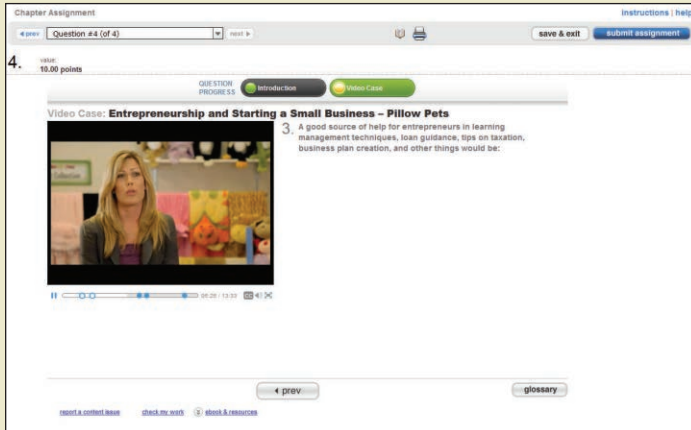 Chapter Assignment
instructions | help
prev
Question #4 (of 4)
next
save & exit
submit assignment
4.
value:
10.00 points
QUESTION
PROGRESS
Introduction
Video Case
Video Case: Entrepreneurship and Starting a Small Business – Pillow Pets
3. A good source of help for entrepreneurs in learning
management techniques, loan guidance, tips on taxation,
business plan creation, and other things would be:
CC
prev
glossary
report a content issue
check my work
ebook & resources